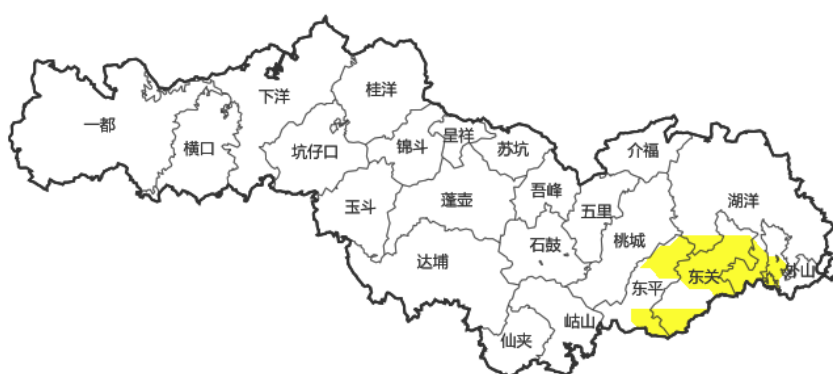 一都
横口
下洋
桂洋
坑仔口
锦斗
呈祥
苏坑
玉斗
蓬壶
吾峰
达埔
石鼓
五里
介福
桃城
湖洋
东平
东关
外山
仙夹
岵山